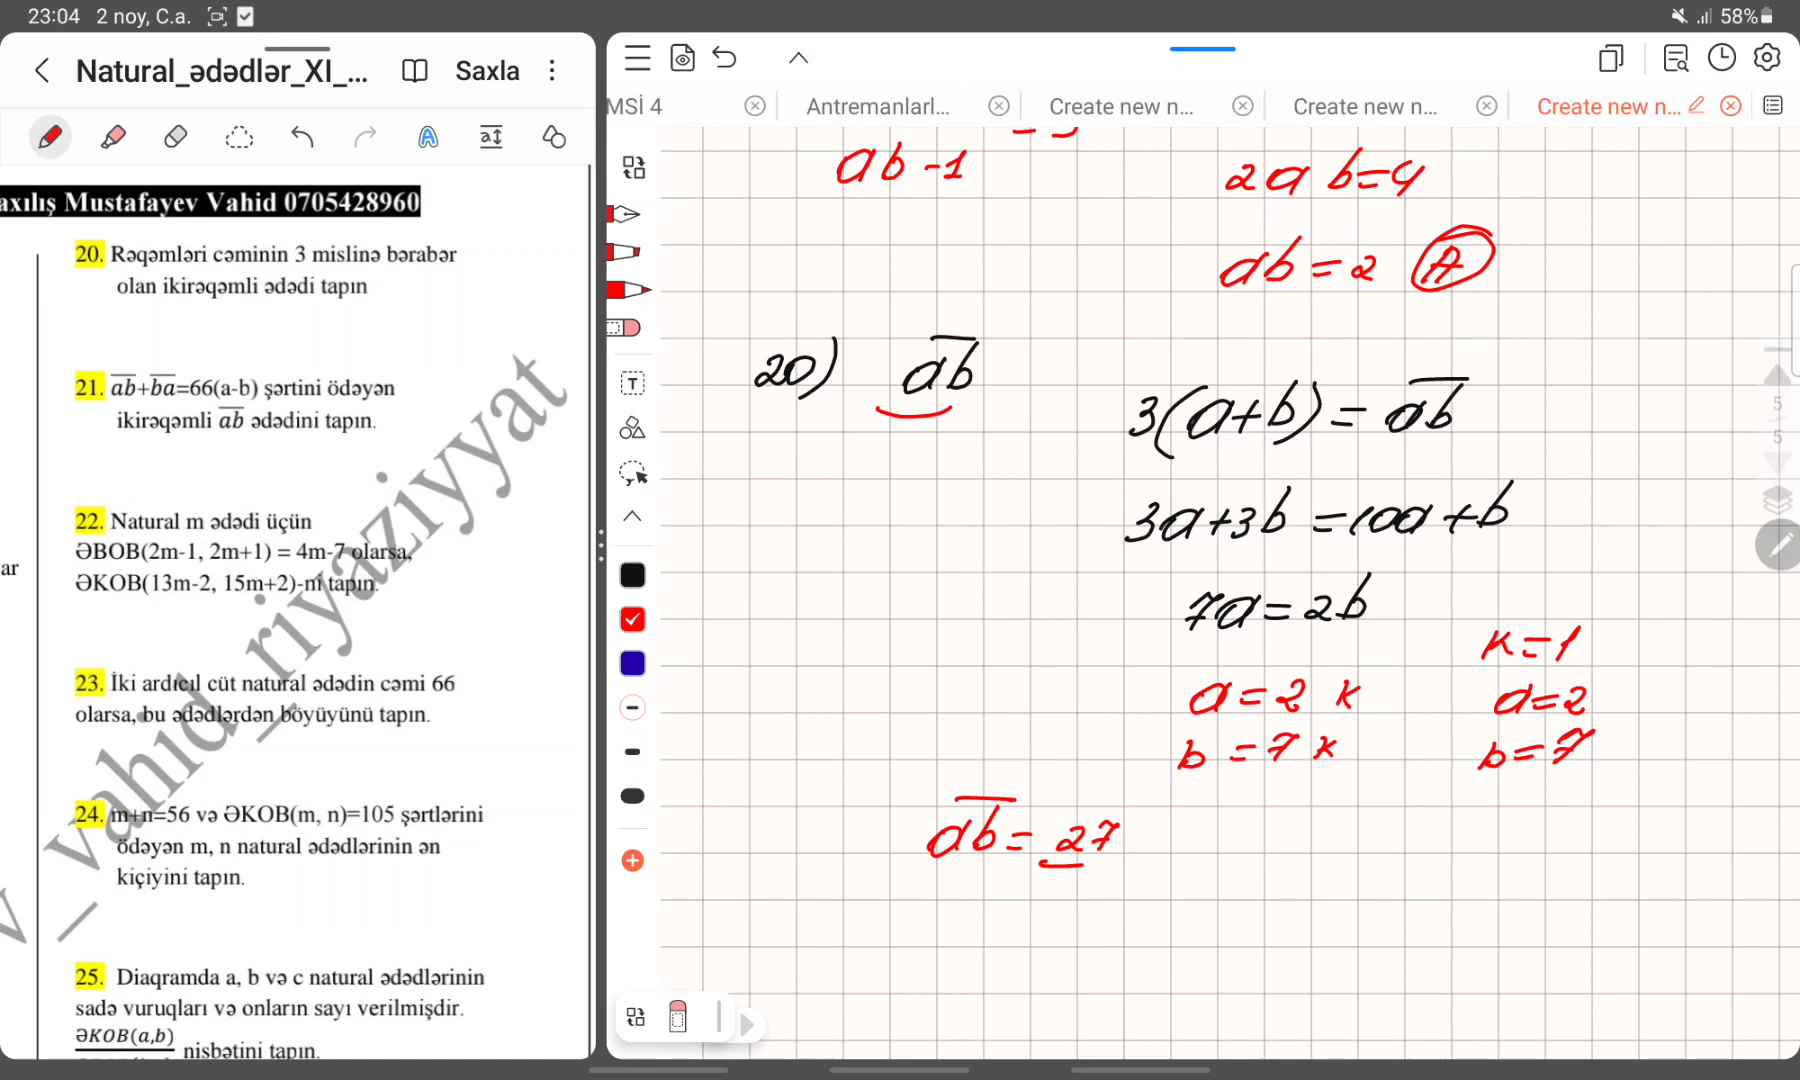 23:04 2 noy, C.a. 58%
Natural_ədədlər_XI_... Saxla
axılış Mustafayev Vahid 0705428960
20. Rəqəmləri cəminin 3 mislinə bərabər
olan ikirəqəmli ədədi tapın
21. ab+ba=66(a-b) şərtini ödəyən
ikirəqəmli ab ədədini tapın.
22. Natural m ədədi üçün
ƏBOB(2m-1, 2m+1) = 4m-7 olarsa,
ar
ƏKOB(13m-2, 15m+2)-ni tapın.
23. İki ardıcıl cüt natural ədədin cəmi 66
olarsa, bu ədədlərdən böyüyünü tapın.
24. m+n=56 və ƏKOB(m, n)=105 şərtlərini
ödəyən m, n natural ədədlərinin ən
kiçiyini tapın.
25. Diaqramda a, b və c natural ədədlərinin
sadə vuruqları və onların sayı verilmişdir.
ƏKOB(a,b)
nisbətini tapın.
v_vahid_riyaziyyat
MSİ 4 Antremanlarl... Create new n... Create new n... Create new n...
ab-1
2ab=4
ab=2 A
20) ab
3(a+b)=ab
3a+3b=10a+b
7a=2b
a=2k
b=7k
k=1
a=2
b=7
ab=27
5
5